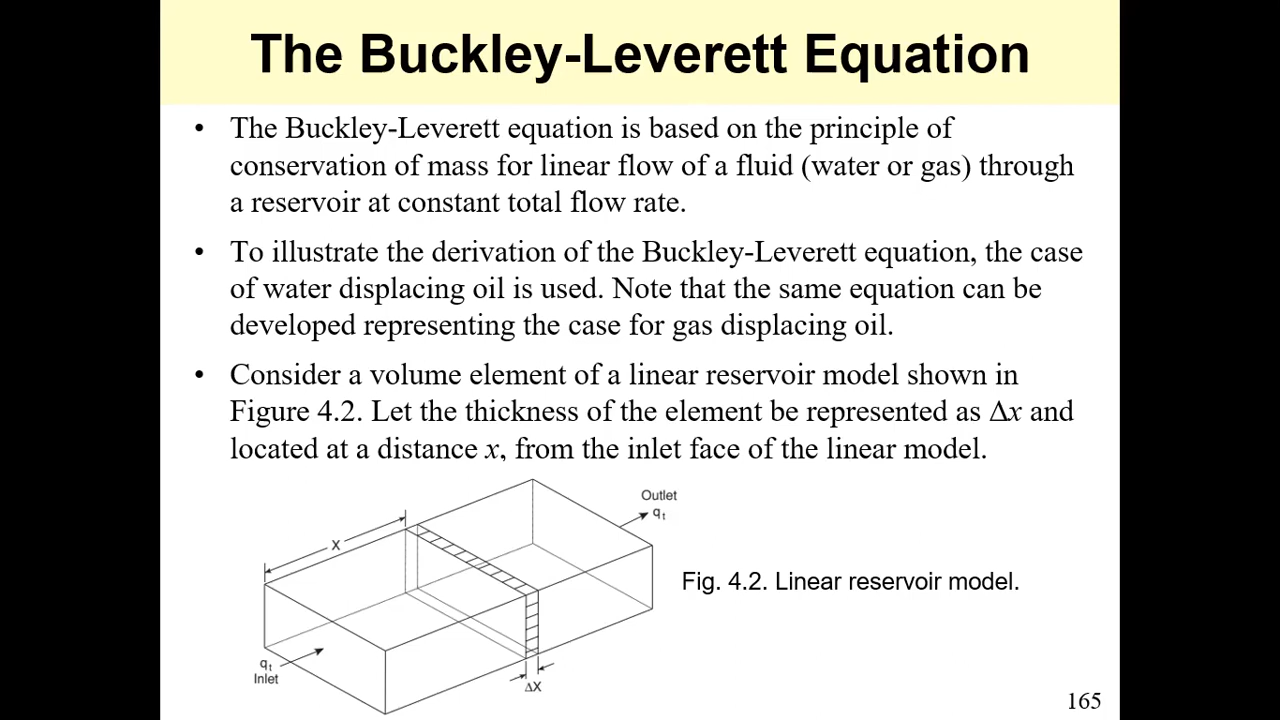 The Buckley-Leverett Equation
• The Buckley-Leverett equation is based on the principle of
conservation of mass for linear flow of a fluid (water or gas) through
a reservoir at constant total flow rate.
• To illustrate the derivation of the Buckley-Leverett equation, the case
of water displacing oil is used. Note that the same equation can be
developed representing the case for gas displacing oil.
• Consider a volume element of a linear reservoir model shown in
Figure 4.2. Let the thickness of the element be represented as Δx and
located at a distance x, from the inlet face of the linear model.
Outlet
qt
X
Fig. 4.2. Linear reservoir model.
qt
Inlet
ΔX
165